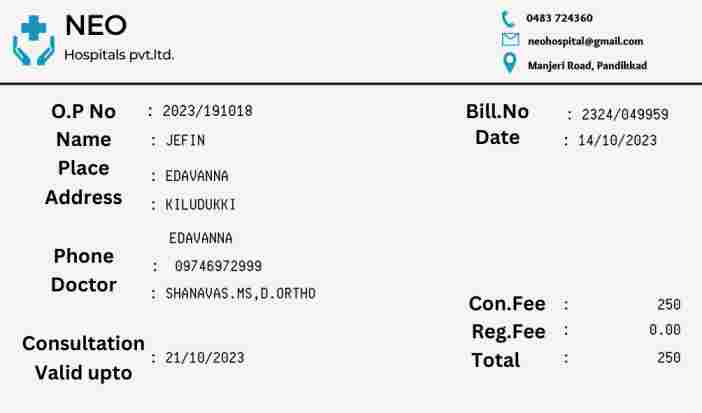 NEO
Hospitals pvt.ltd.
0483 724360
neohospital@gmail.com
Manjeri Road, Pandikkad
O.P No : 2023/191018
Bill.No : 2324/049959
Name : JEFIN
Date : 14/10/2023
Place : EDAVANNA
Address : KILUDUKKI
EDAVANNA
Phone : 09746972999
Doctor : SHANAVAS.MS,D.ORTHO
Con.Fee : 250
Reg.Fee : 0.00
Total : 250
Consultation
Valid upto : 21/10/2023